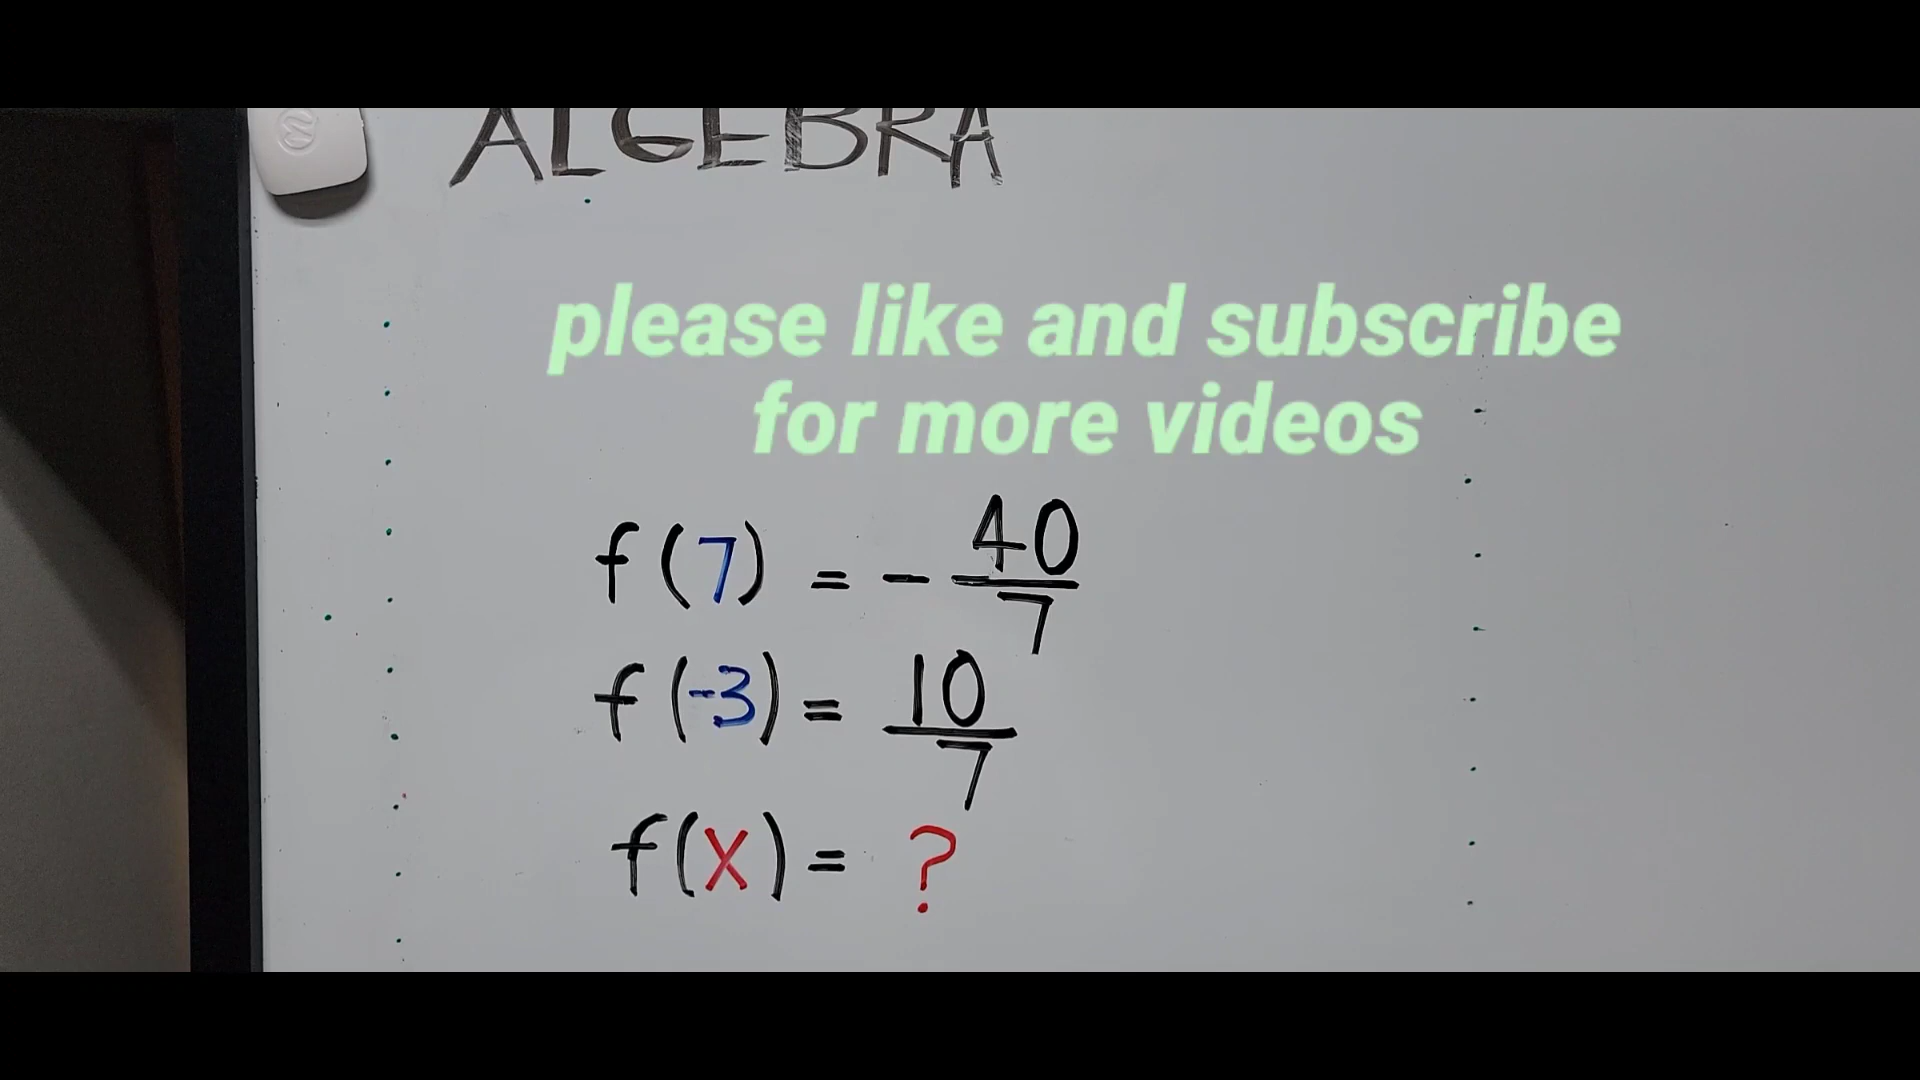 ALGEBRA
please like and subscribe
for more videos
f(7) = -40/7
f(-3) = 10/7
f(x) = ?